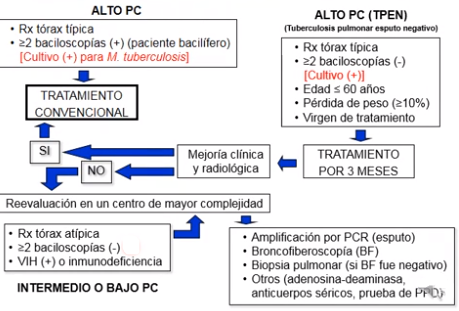 ALTO PC
• Rx tórax típica
• ≥2 baciloscopías (+) (paciente bacilífero)
[Cultivo (+) para M. tuberculosis]
ALTO PC (TPEN)
(Tuberculosis pulmonar esputo negativo)
• Rx tórax típica
• ≥2 baciloscopías (-)
[Cultivo (+)]
• Edad ≤ 60 años
• Pérdida de peso (≥10%)
• Virgen de tratamiento
TRATAMIENTO
CONVENCIONAL
SI
NO
Mejoría clínica
y radiológica
TRATAMIENTO
POR 3 MESES
Reevaluación en un centro de mayor complejidad
• Rx tórax atípica
• ≥2 baciloscopías (-)
• VIH (+) o inmunodeficiencia
INTERMEDIO O BAJO PC
• Amplificación por PCR (esputo)
• Broncofibroscopía (BF)
• Biopsia pulmonar (si BF fue negativo)
• Otros (adenosina-deaminasa,
anticuerpos séricos, prueba de PPD)